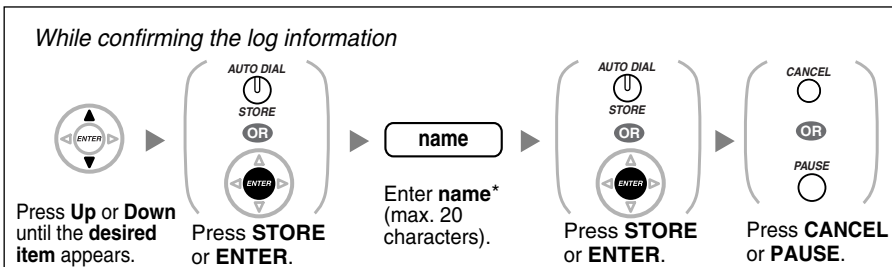 While confirming the log information
AUTO DIAL
STORE
OR
ENTER
name
AUTO DIAL
STORE
OR
ENTER
CANCEL
OR
PAUSE
ENTER
Press Up or Down
until the desired
item appears.
Press STORE
or ENTER.
Enter name*
(max. 20
characters).
Press STORE
or ENTER.
Press CANCEL
or PAUSE.